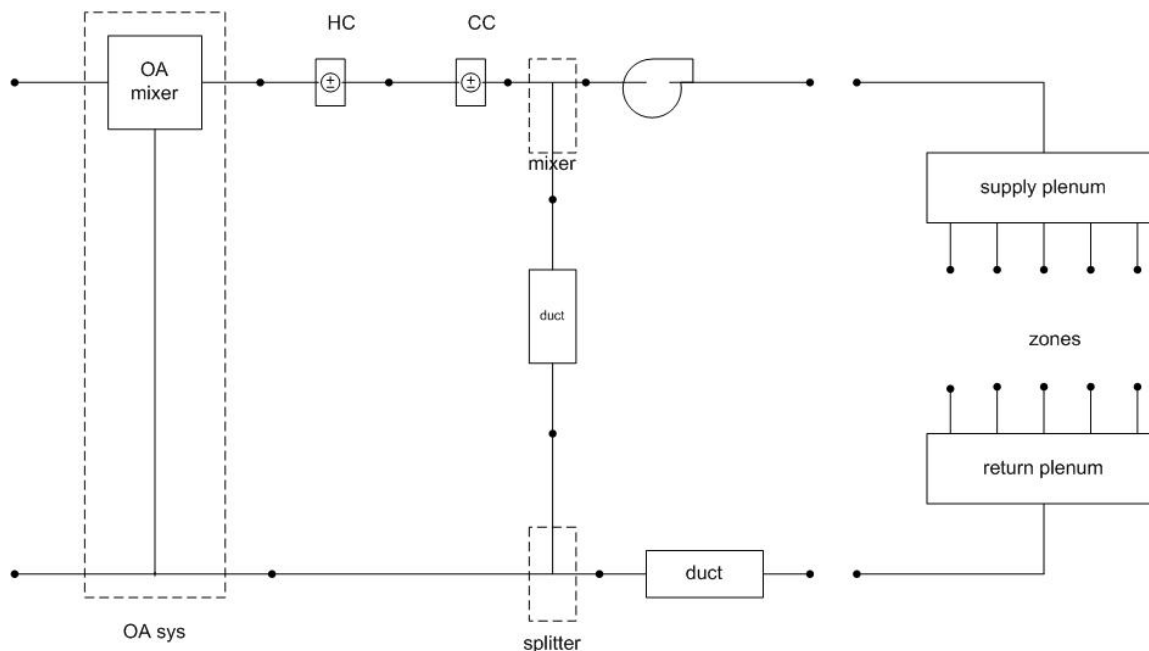 HC
CC
OA
mixer
±
±
mixer
supply plenum
duct
zones
return plenum
duct
OA sys
splitter